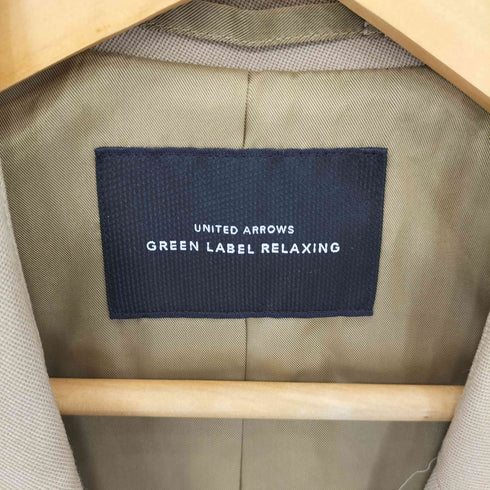 UNITED ARROWS
GREEN LABEL RELAXING